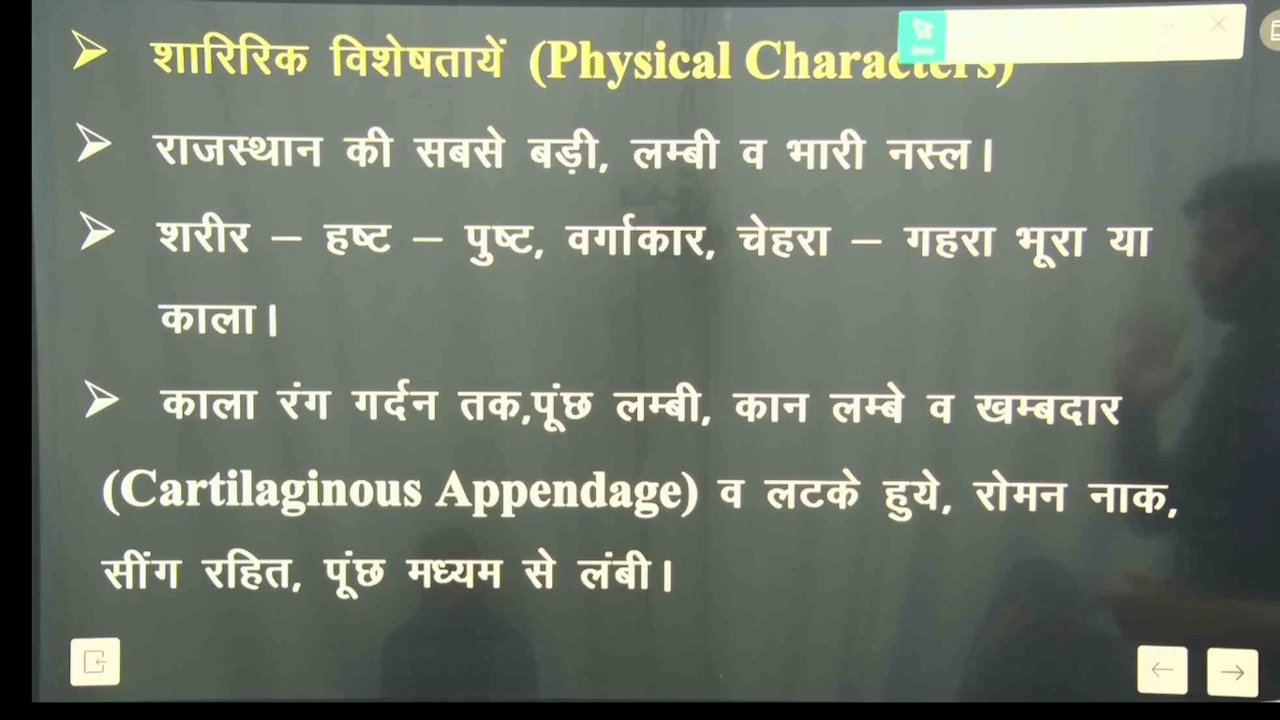 शारिरिक विशेषतायें (Physical Characters)
राजस्थान की सबसे बड़ी, लम्बी व भारी नस्ल।
शरीर – हष्ट – पुष्ट, वर्गाकार, चेहरा – गहरा भूरा या
काला।
काला रंग गर्दन तक,पूंछ लम्बी, कान लम्बे व खम्बदार
(Cartilaginous Appendage) व लटके हुये, रोमन नाक,
सींग रहित, पूंछ मध्यम से लंबी।